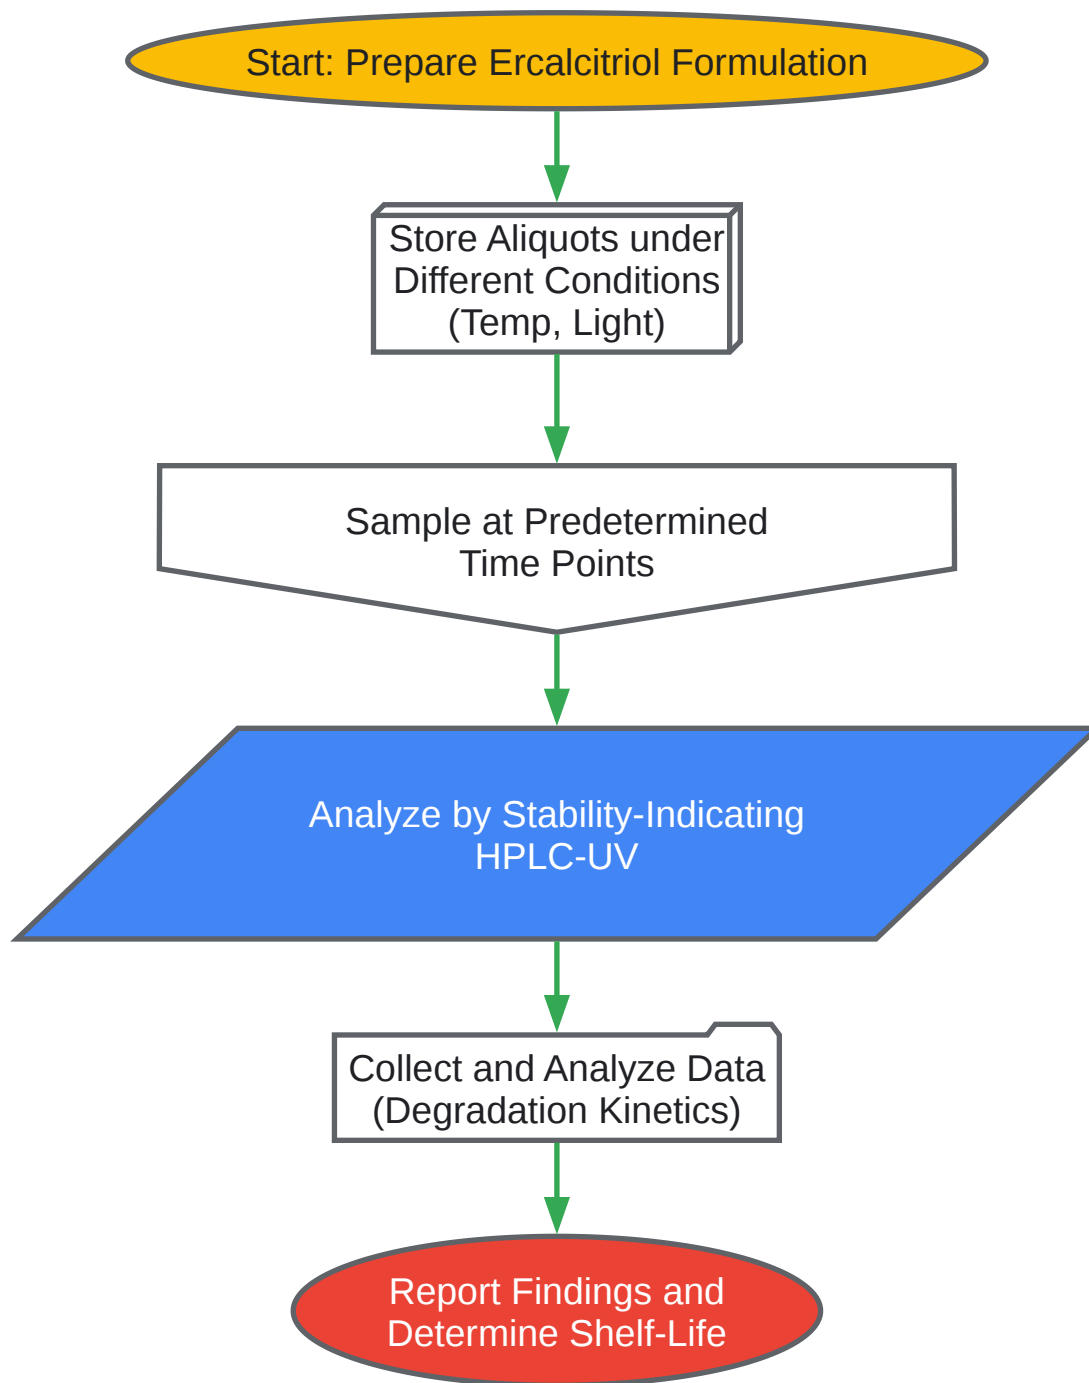 Start: Prepare Ercalcitriol Formulation
Store Aliquots under
Different Conditions
(Temp, Light)
Sample at Predetermined
Time Points
Analyze by Stability-Indicating
HPLC-UV
Collect and Analyze Data
(Degradation Kinetics)
Report Findings and
Determine Shelf-Life